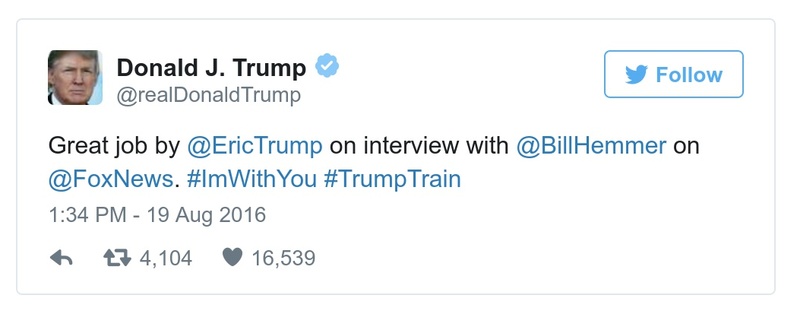 Donald J. Trump
@realDonaldTrump
Follow
Great job by @EricTrump on interview with @BillHemmer on
@FoxNews. #ImWithYou #TrumpTrain
1:34 PM - 19 Aug 2016
4,104 16,539